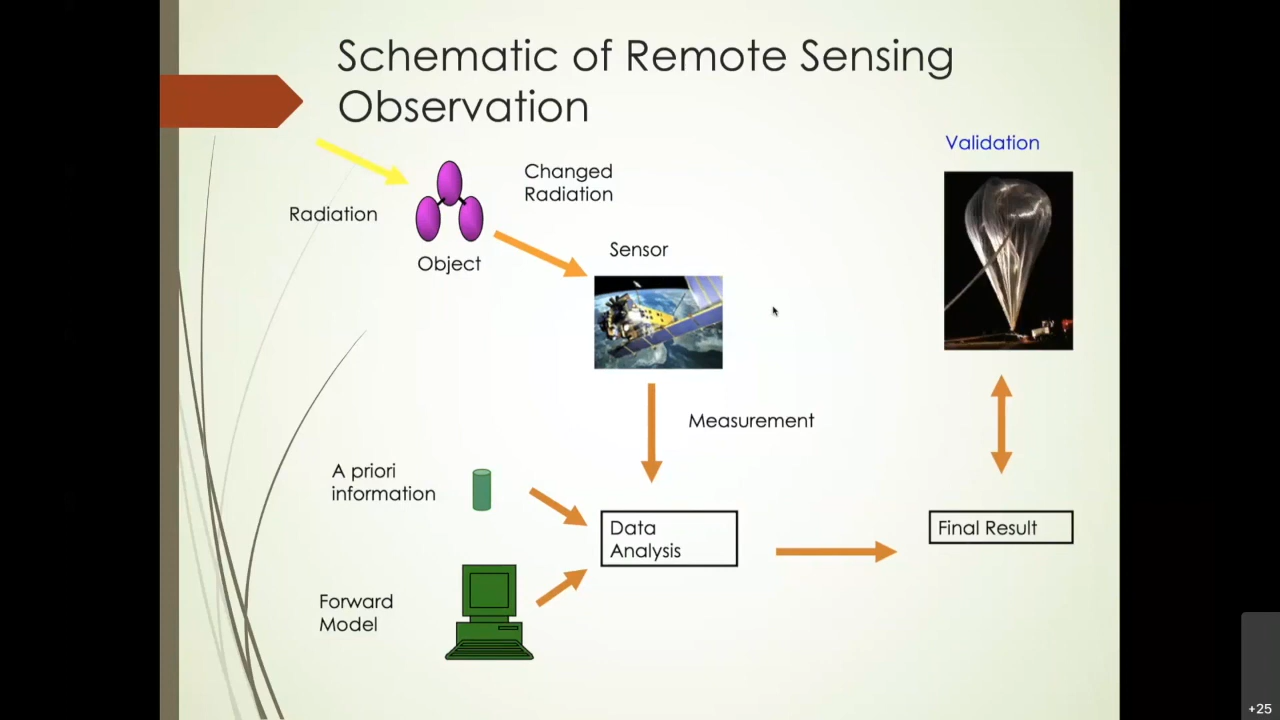 Schematic of Remote Sensing
Observation
Validation
Changed
Radiation
Radiation
Sensor
Object
Measurement
A priori
information
Data
Analysis
Final Result
Forward
Model
+25